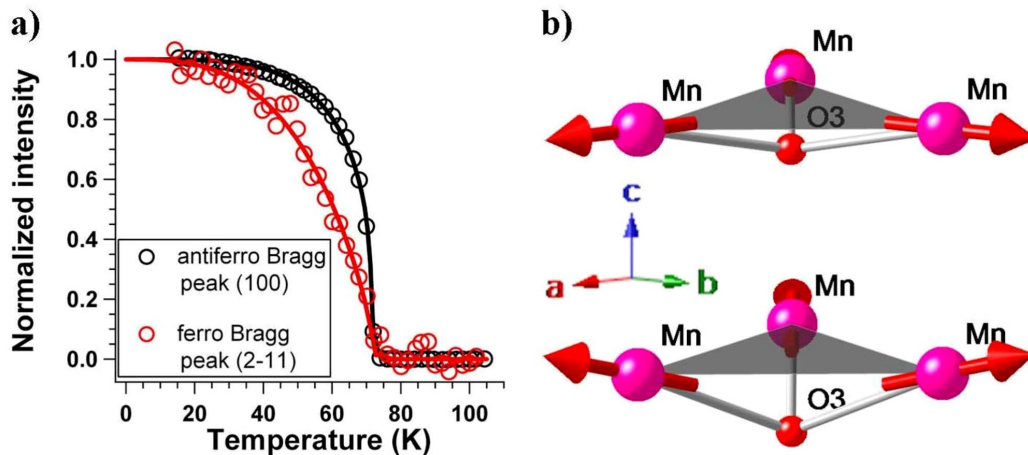 a)
Normalized intensity
1.0
0.8
0.6
0.4
0.2
0.0
antiferro Bragg
peak (100)
ferro Bragg
peak (2-11)
0 20 40 60 80 100
Temperature (K)
b)
Mn
Mn
Mn
O3
c
a
b
Mn
Mn
Mn
O3